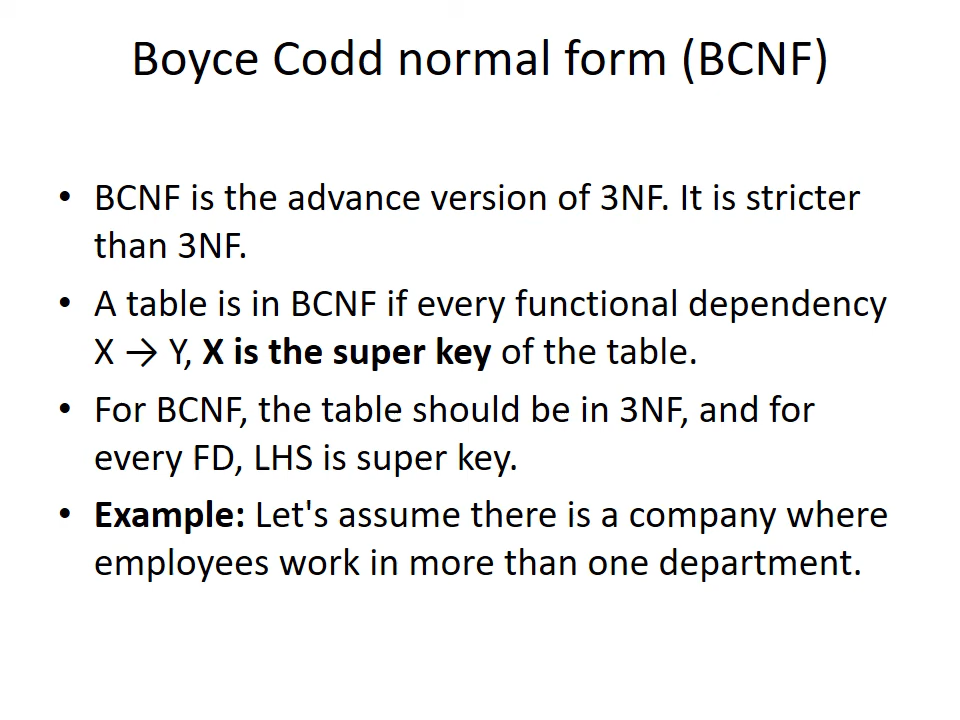 Boyce Codd normal form (BCNF)
• BCNF is the advance version of 3NF. It is stricter
than 3NF.
• A table is in BCNF if every functional dependency
X → Y, X is the super key of the table.
• For BCNF, the table should be in 3NF, and for
every FD, LHS is super key.
• Example: Let's assume there is a company where
employees work in more than one department.